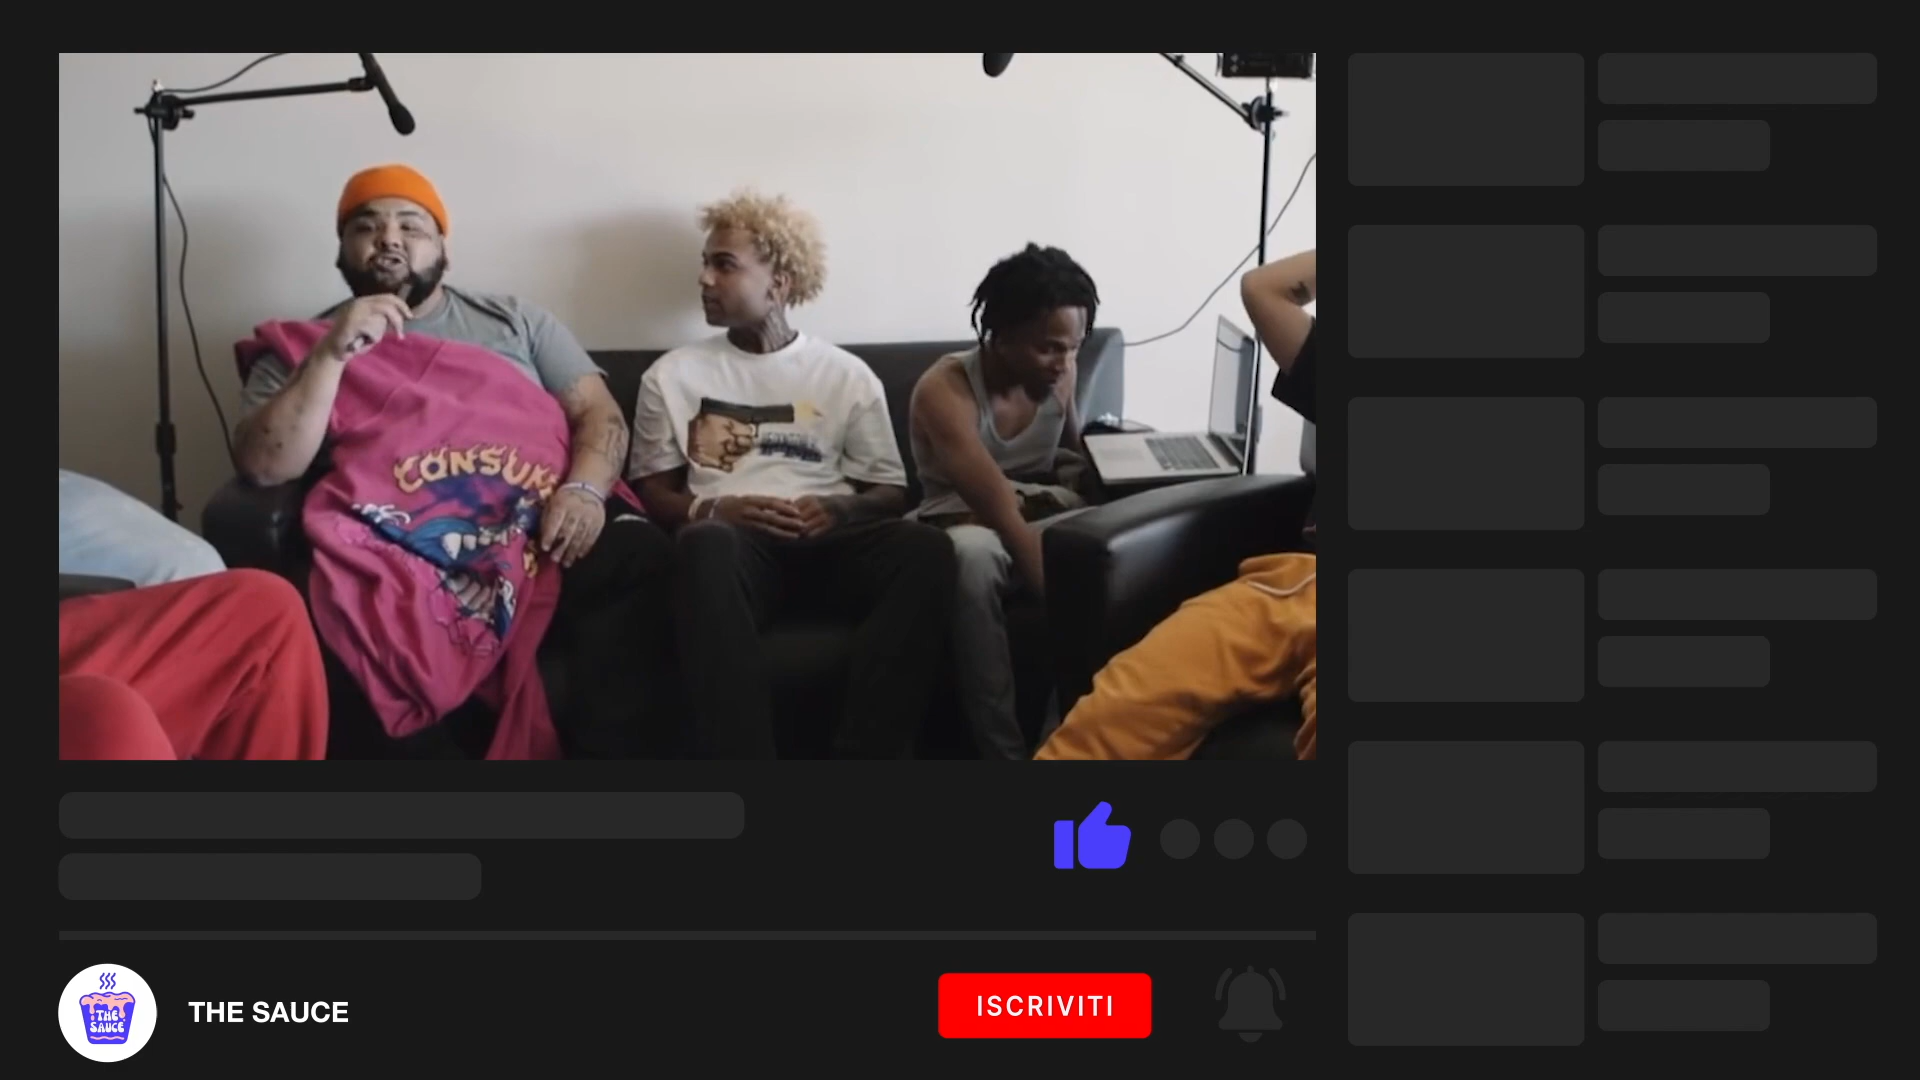 CONSUM
THE
SAUCE
THE SAUCE
ISCRIVITI